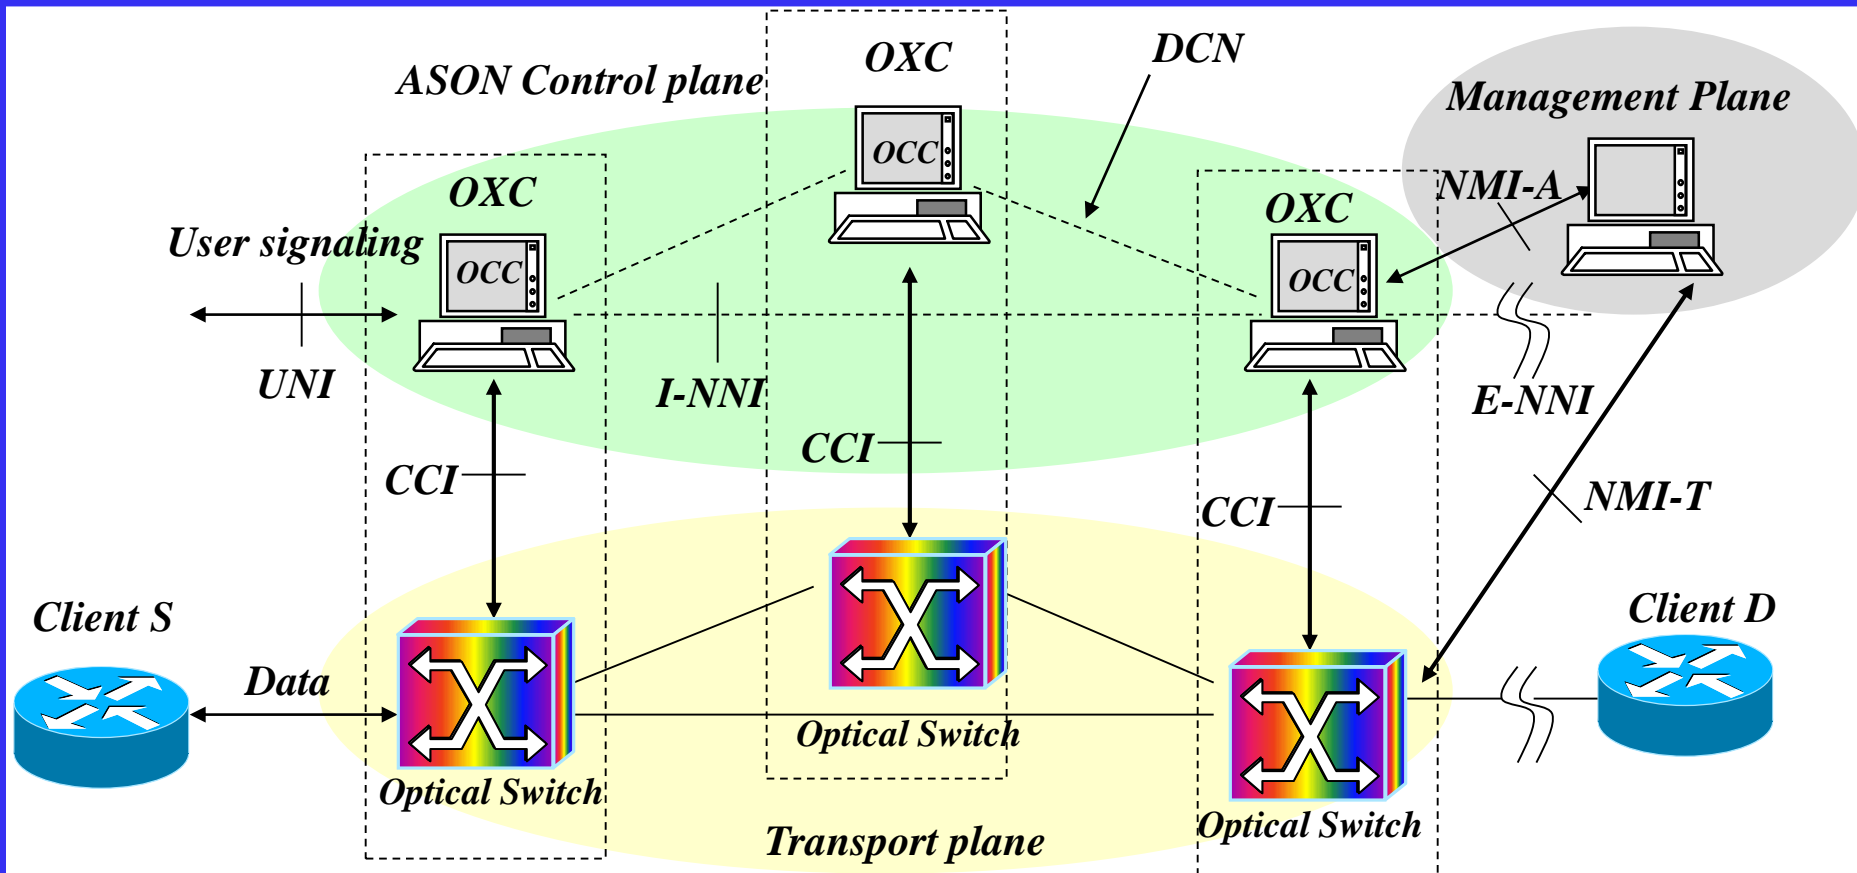 OXC
DCN
ASON Control plane
Management Plane
OCC
OXC
NMI-A
OXC
User signaling
OCC
OCC
UNI
I-NNI
E-NNI
CCI
CCI
NMI-T
CCI
Client S
Client D
Data
Optical Switch
Optical Switch
Optical Switch
Transport plane